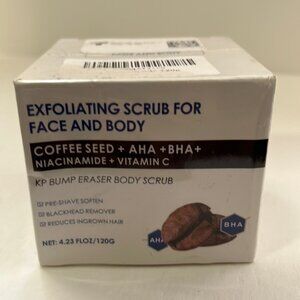 EXFOLIATING SCRUB FOR
FACE AND BODY
COFFEE SEED + AHA +BHA+
NIACINAMIDE + VITAMIN C
KP BUMP ERASER BODY SCRUB
PRE-SHAVE SOFTEN
BLACKHEAD REMOVER
REDUCES INGROWN HAIR
AHA
BHA
NET: 4.23 FLOZ/120G